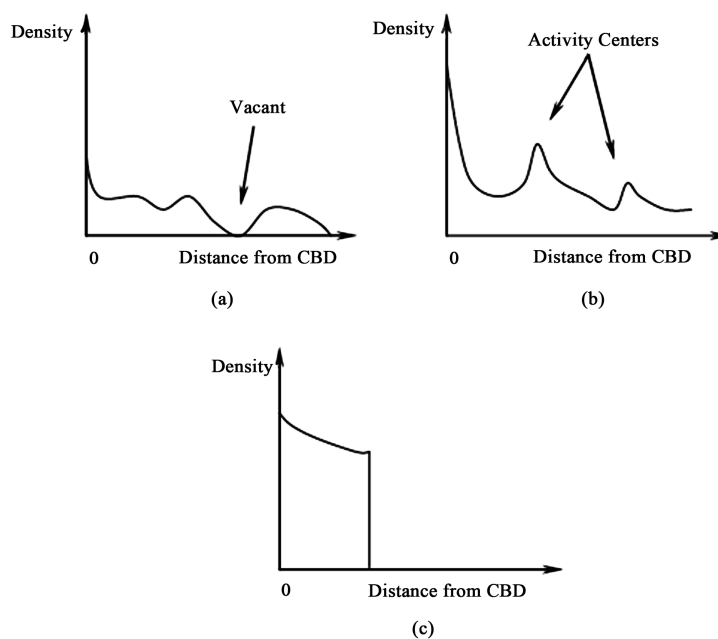 Density
Vacant
0
Distance from CBD
(a)
Density
Activity Centers
0
Distance from CBD
(b)
Density
0
Distance from CBD
(c)